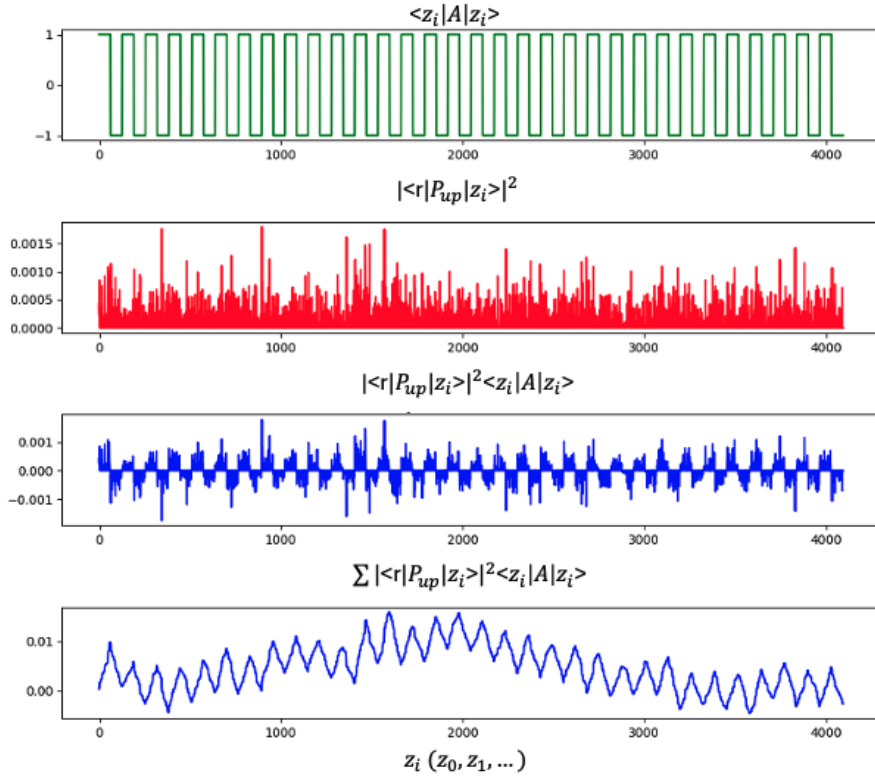 <z_i|A|z_i>
1
0
−1
0 1000 2000 3000 4000
|<r|P_up|z_i>|²
0.0015
0.0010
0.0005
0.0000
0 1000 2000 3000 4000
|<r|P_up|z_i>|²<z_i|A|z_i>
0.001
0.000
−0.001
0 1000 2000 3000 4000
∑ |<r|P_up|z_i>|²<z_i|A|z_i>
0.01
0.00
0 1000 2000 3000 4000
z_i (z_0, z_1, …)